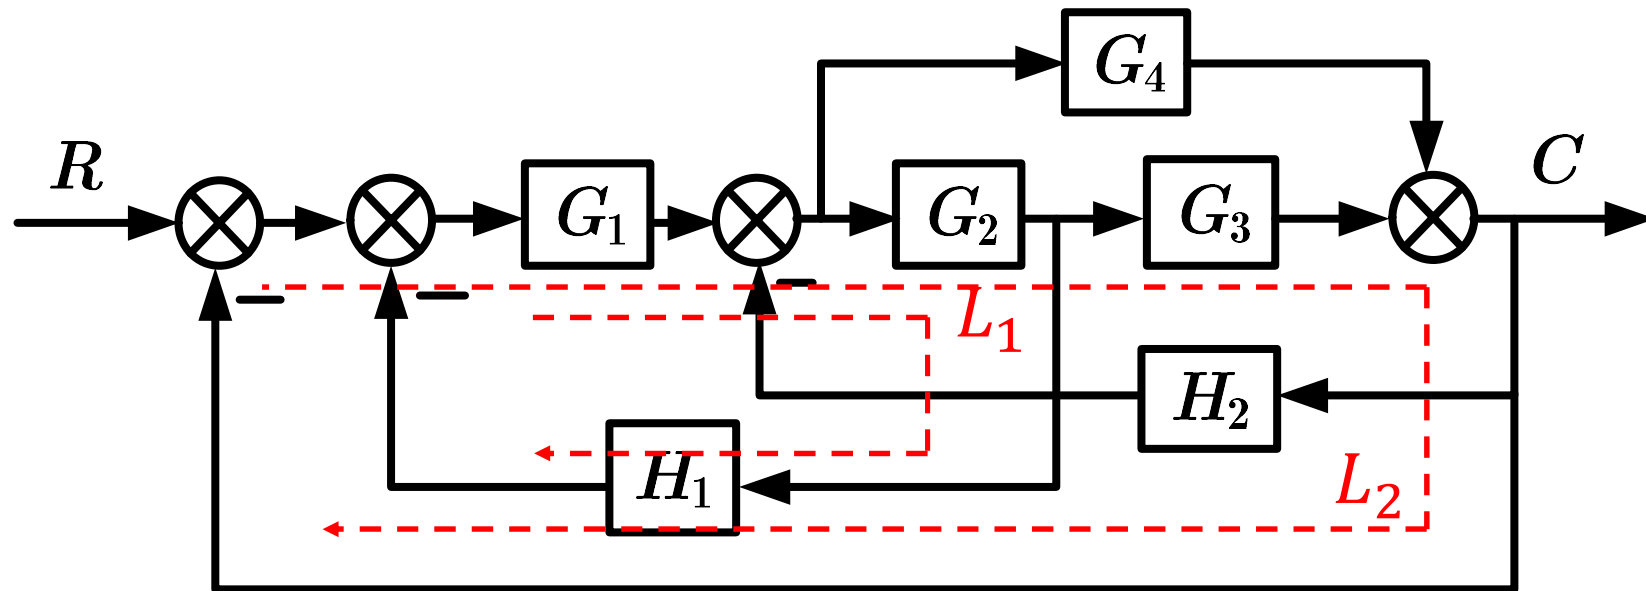 G₄
R
C
G₁
G₂
G₃
L₁
H₂
H₁
L₂